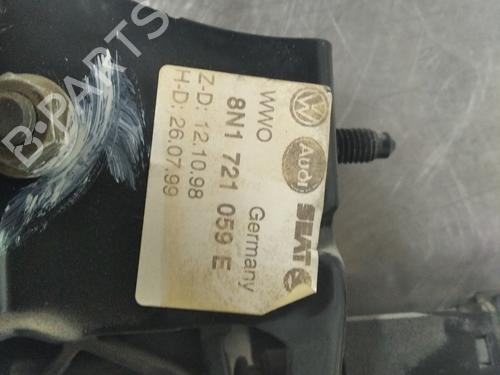 Audi SEAT
WWO Germany
8N1 721 059 E
Z-D: 12.10.98
H-D: 26.07.99
B-PARTS